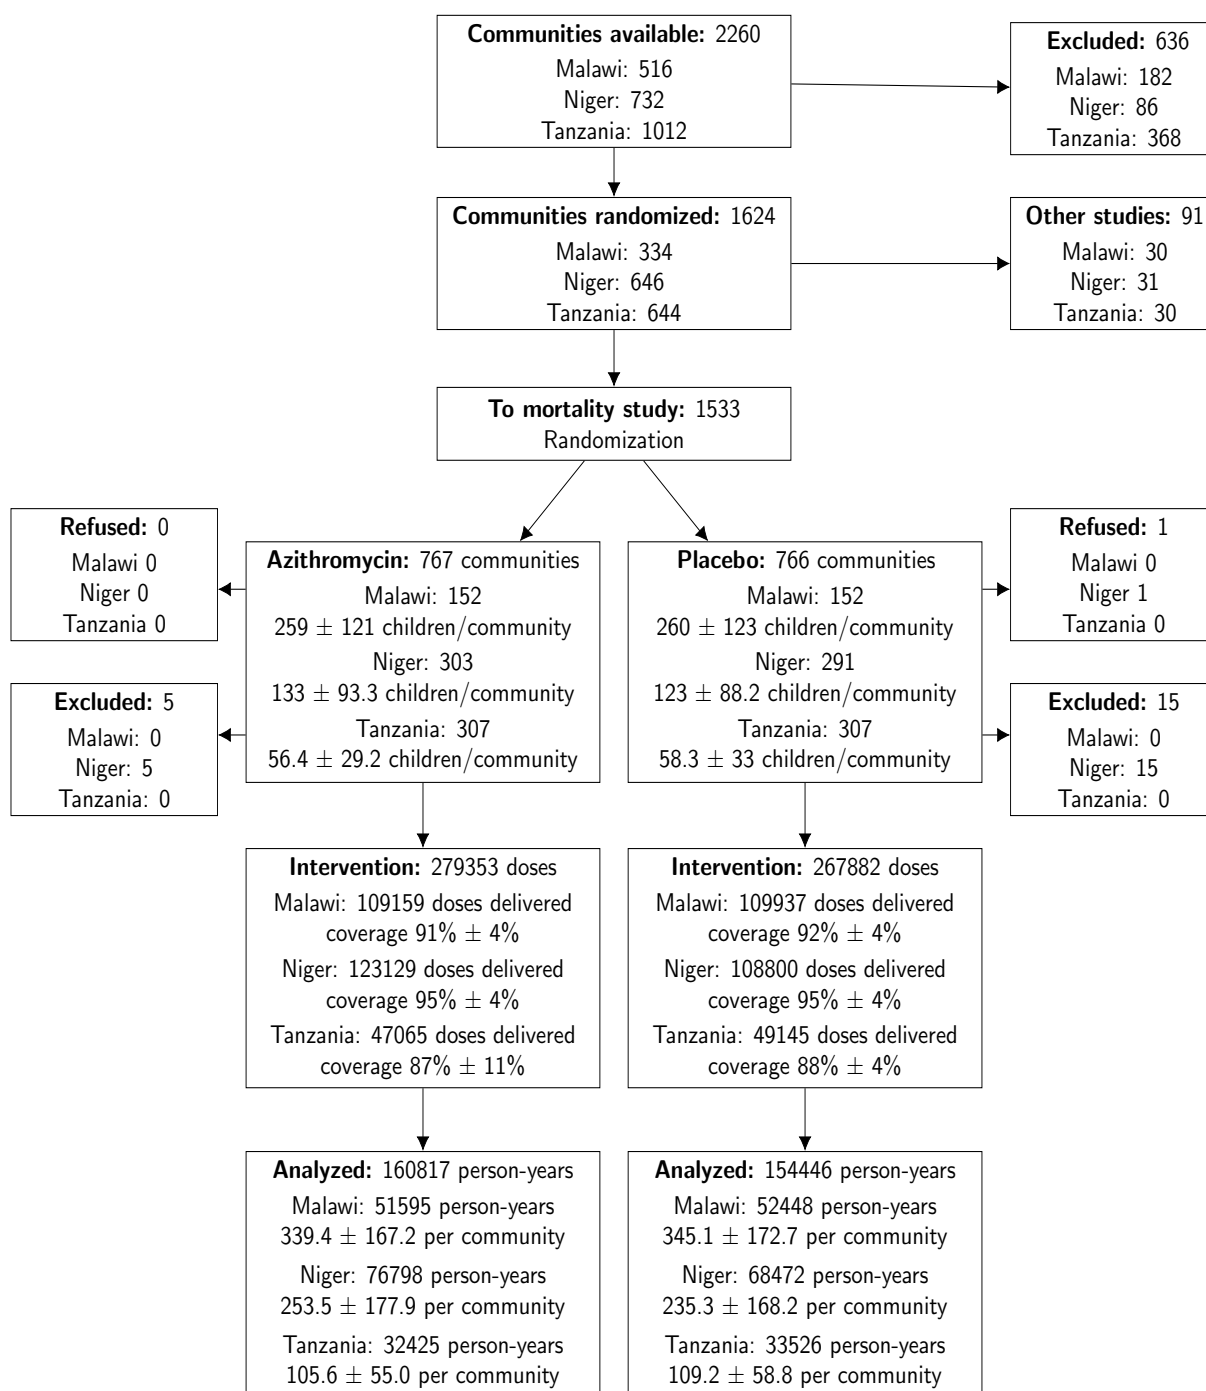 Communities available: 2260
Malawi: 516
Niger: 732
Tanzania: 1012
Excluded: 636
Malawi: 182
Niger: 86
Tanzania: 368
Communities randomized: 1624
Malawi: 334
Niger: 646
Tanzania: 644
Other studies: 91
Malawi: 30
Niger: 31
Tanzania: 30
To mortality study: 1533
Randomization
Refused: 0
Malawi 0
Niger 0
Tanzania 0
Excluded: 5
Malawi: 0
Niger: 5
Tanzania: 0
Azithromycin: 767 communities
Malawi: 152
259 ± 121 children/community
Niger: 303
133 ± 93.3 children/community
Tanzania: 307
56.4 ± 29.2 children/community
Placebo: 766 communities
Malawi: 152
260 ± 123 children/community
Niger: 291
123 ± 88.2 children/community
Tanzania: 307
58.3 ± 33 children/community
Refused: 1
Malawi 0
Niger 1
Tanzania 0
Excluded: 15
Malawi: 0
Niger: 15
Tanzania: 0
Intervention: 279353 doses
Malawi: 109159 doses delivered
coverage 91% ± 4%
Niger: 123129 doses delivered
coverage 95% ± 4%
Tanzania: 47065 doses delivered
coverage 87% ± 11%
Intervention: 267882 doses
Malawi: 109937 doses delivered
coverage 92% ± 4%
Niger: 108800 doses delivered
coverage 95% ± 4%
Tanzania: 49145 doses delivered
coverage 88% ± 4%
Analyzed: 160817 person-years
Malawi: 51595 person-years
339.4 ± 167.2 per community
Niger: 76798 person-years
253.5 ± 177.9 per community
Tanzania: 32425 person-years
105.6 ± 55.0 per community
Analyzed: 154446 person-years
Malawi: 52448 person-years
345.1 ± 172.7 per community
Niger: 68472 person-years
235.3 ± 168.2 per community
Tanzania: 33526 person-years
109.2 ± 58.8 per community